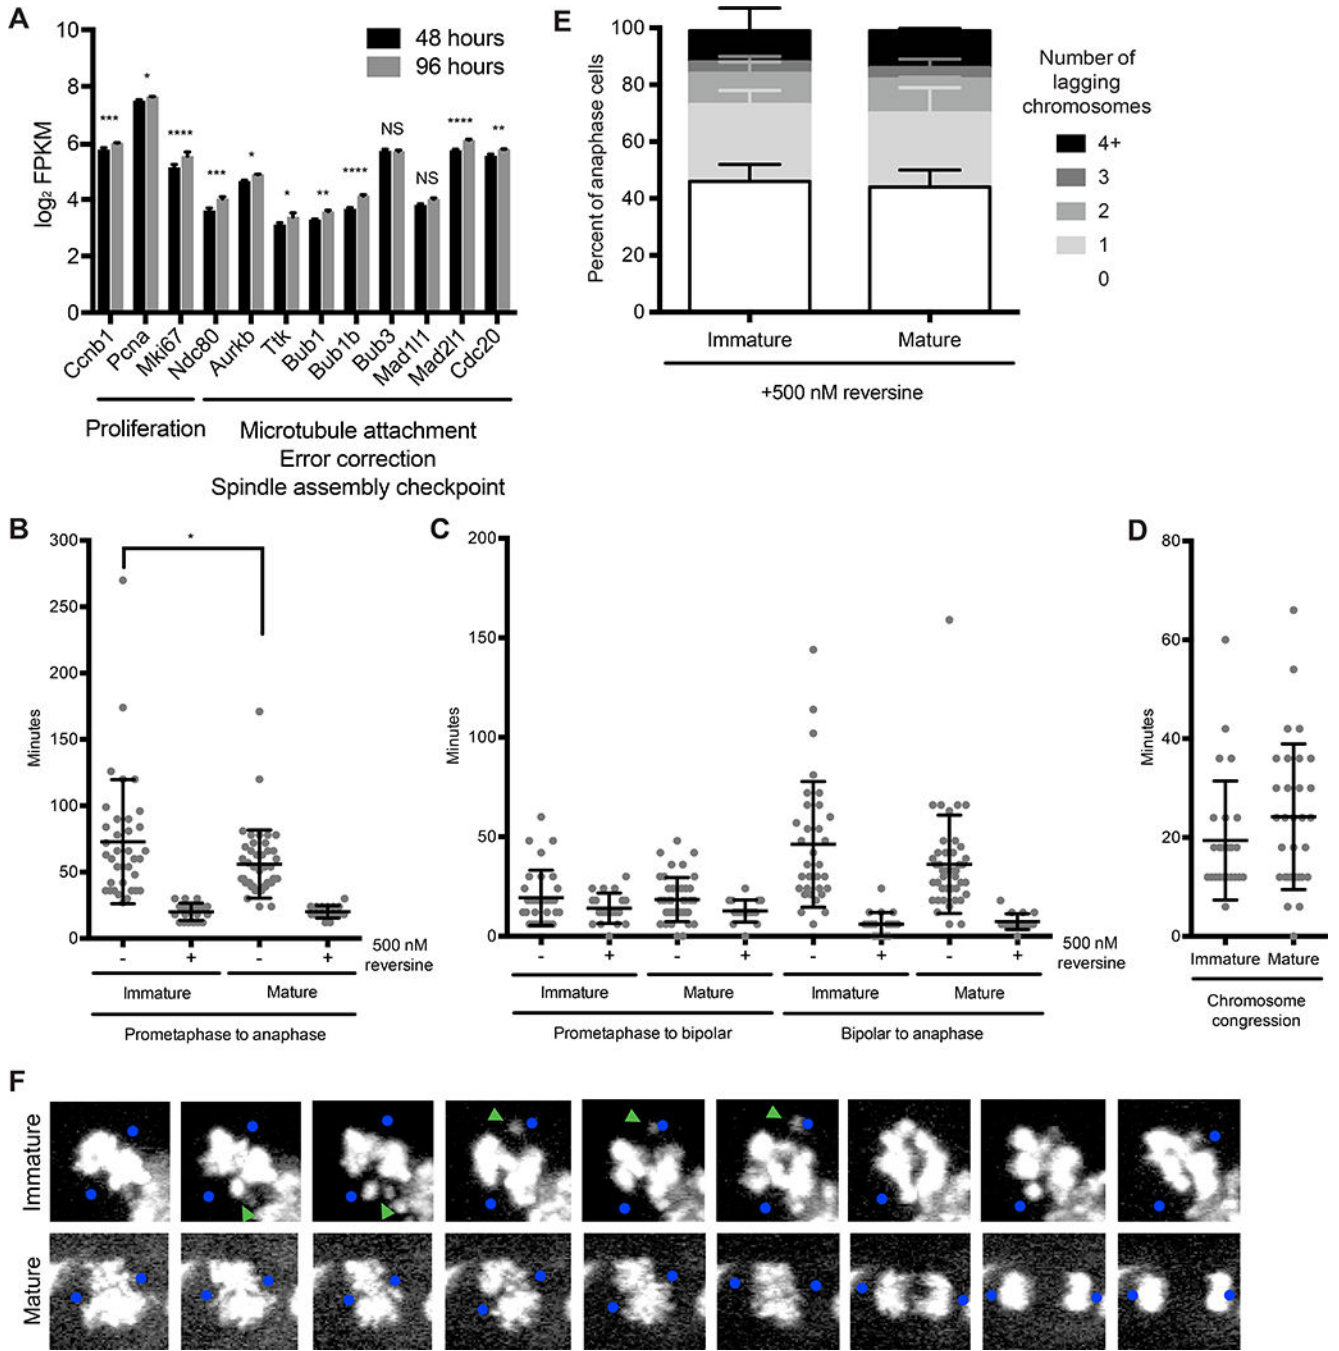 A
48 hours
96 hours
log₂ FPKM
10
8
6
4
2
0
***
*
****
***
*
*
**
****
NS
NS
****
**
Ccnb1
Pcna
Mki67
Ndc80
Aurkb
Ttk
Bub1
Bub1b
Bub3
Mad1l1
Mad2l1
Cdc20
Proliferation
Microtubule attachment
Error correction
Spindle assembly checkpoint
E
Percent of anaphase cells
100
80
60
40
20
0
Immature
Mature
+500 nM reversine
Number of
lagging
chromosomes
4+
3
2
1
0
B
Minutes
300
250
200
150
100
50
0
*
- + - +
500 nM
reversine
Immature Mature
Prometaphase to anaphase
C
Minutes
200
150
100
50
0
- + - + - + - +
500 nM
reversine
Immature Mature Immature Mature
Prometaphase to bipolar Bipolar to anaphase
D
Minutes
80
60
40
20
0
Immature Mature
Chromosome
congression
F
Immature
Mature